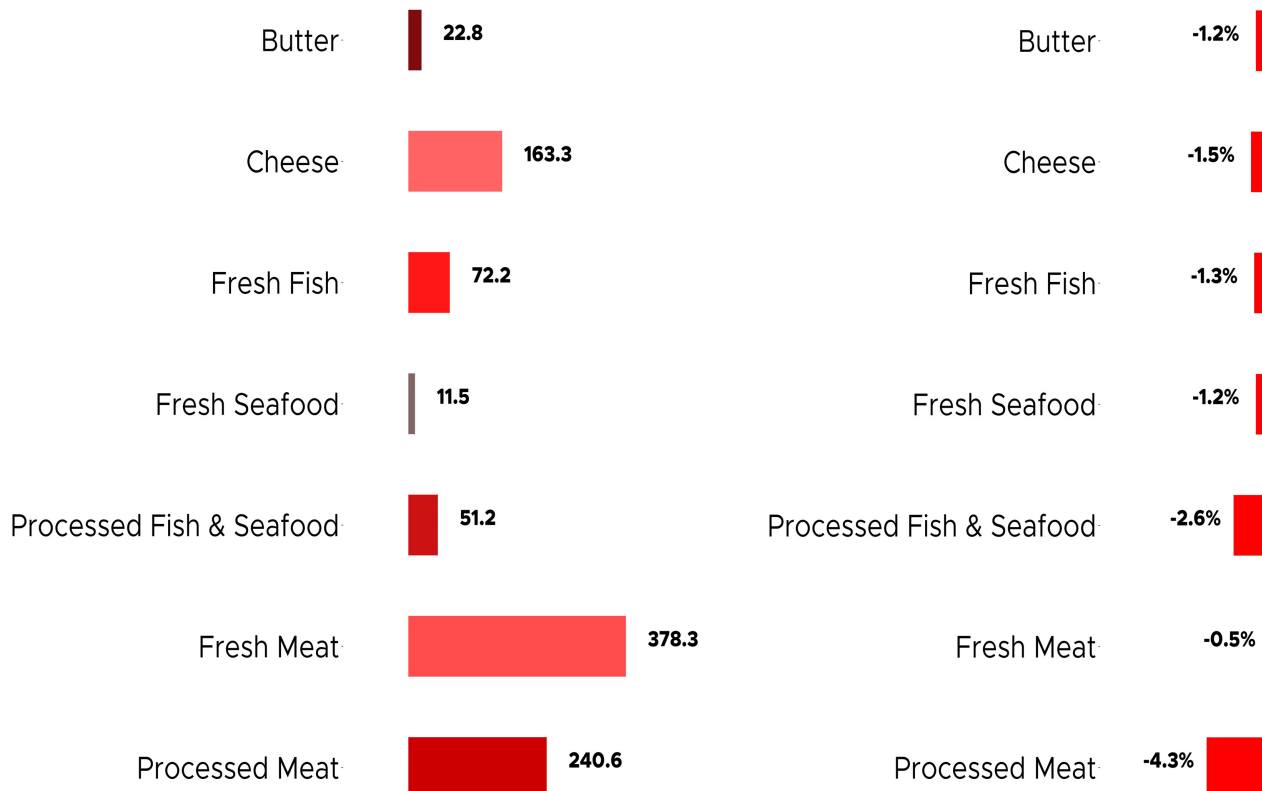 Butter 22.8 Butter -1.2%
Cheese 163.3 Cheese -1.5%
Fresh Fish 72.2 Fresh Fish -1.3%
Fresh Seafood 11.5 Fresh Seafood -1.2%
Processed Fish & Seafood 51.2 Processed Fish & Seafood -2.6%
Fresh Meat 378.3 Fresh Meat -0.5%
Processed Meat 240.6 Processed Meat -4.3%